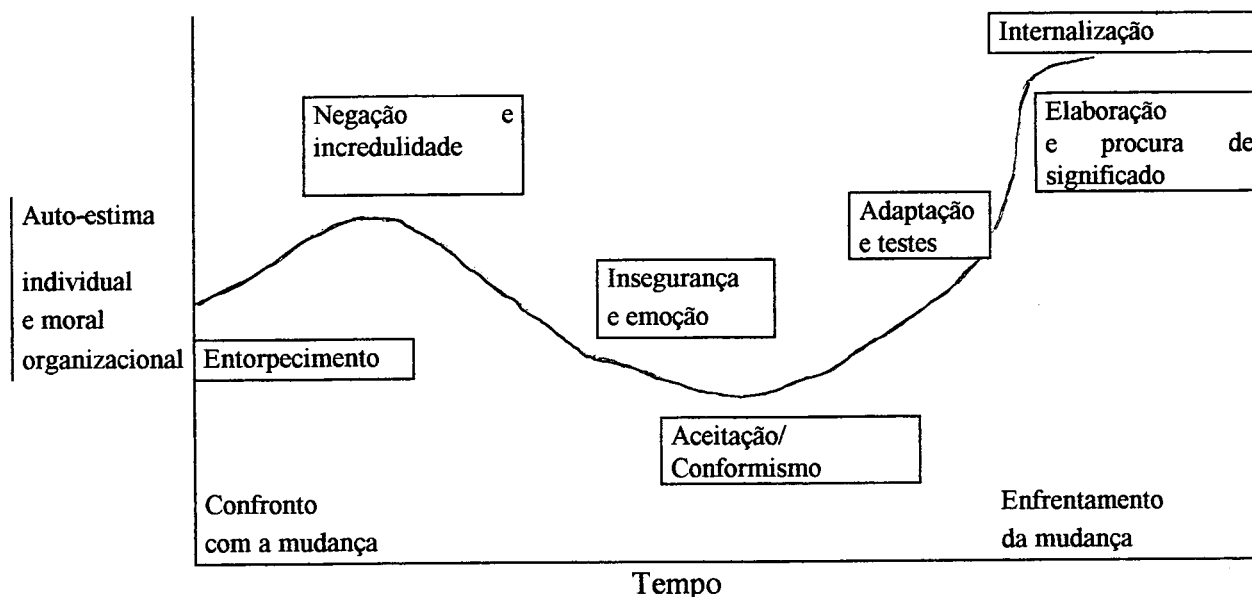 Internalização
Negação e
incredulidade
Elaboração
e procura de
significado
Auto-estima
individual
e moral
organizacional
Adaptação
e testes
Insegurança
e emoção
Entorpecimento
Aceitação/
Conformismo
Confronto
com a mudança
Enfrentamento
da mudança
Tempo